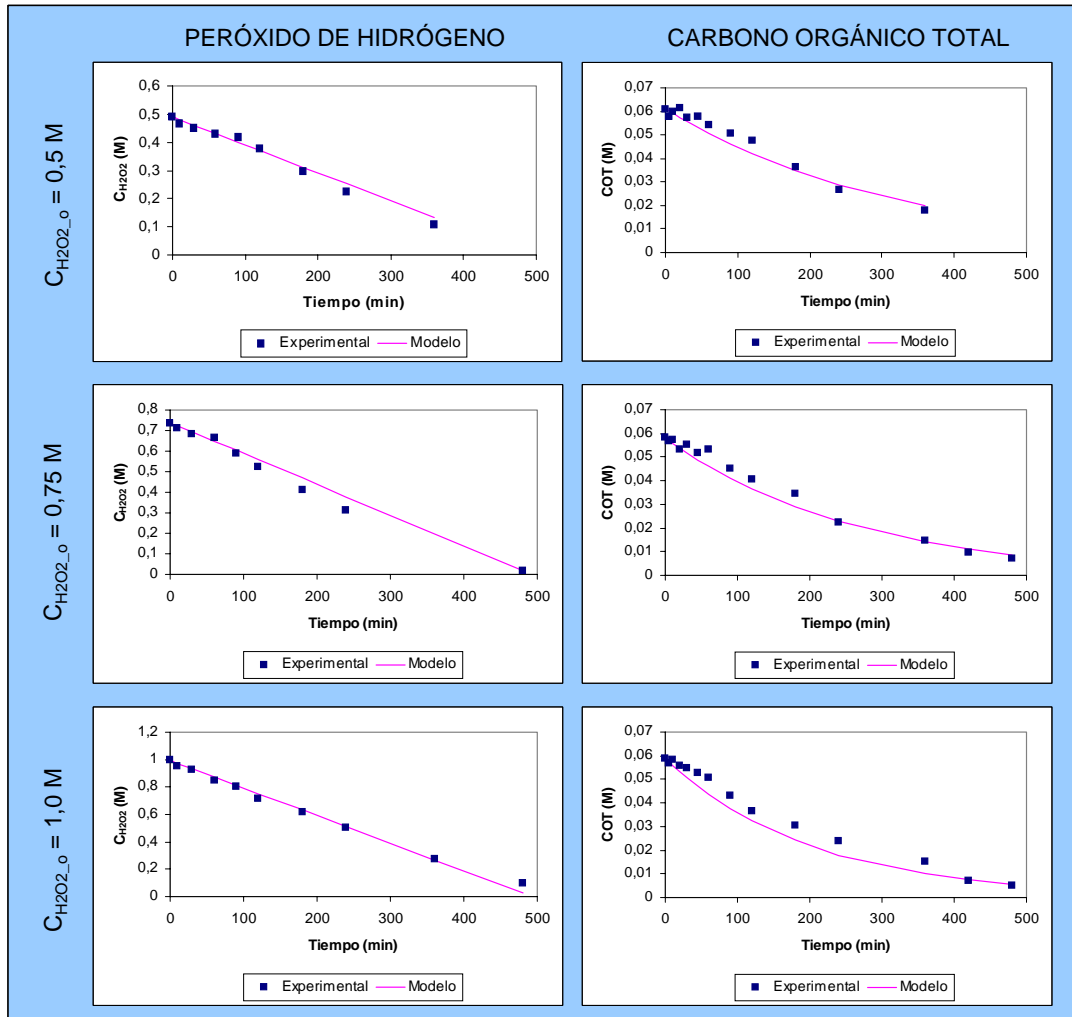 PERÓXIDO DE HIDRÓGENO
CARBONO ORGÁNICO TOTAL
C_H2O2_o = 0,5 M
0,6
0,5
0,4
0,3
0,2
0,1
0
C_H2O2 (M)
0 100 200 300 400 500
Tiempo (min)
Experimental Modelo
0,07
0,06
0,05
0,04
0,03
0,02
0,01
0
COT (M)
0 100 200 300 400 500
Tiempo (min)
Experimental Modelo
C_H2O2_o = 0,75 M
0,8
0,7
0,6
0,5
0,4
0,3
0,2
0,1
0
C_H2O2 (M)
0 100 200 300 400 500
Tiempo (min)
Experimental Modelo
0,07
0,06
0,05
0,04
0,03
0,02
0,01
0
COT (M)
0 100 200 300 400 500
Tiempo (min)
Experimental Modelo
C_H2O2_o = 1,0 M
1,2
1
0,8
0,6
0,4
0,2
0
C_H2O2 (M)
0 100 200 300 400 500
Tiempo (min)
Experimental Modelo
0,07
0,06
0,05
0,04
0,03
0,02
0,01
0
COT (M)
0 100 200 300 400 500
Tiempo (min)
Experimental Modelo